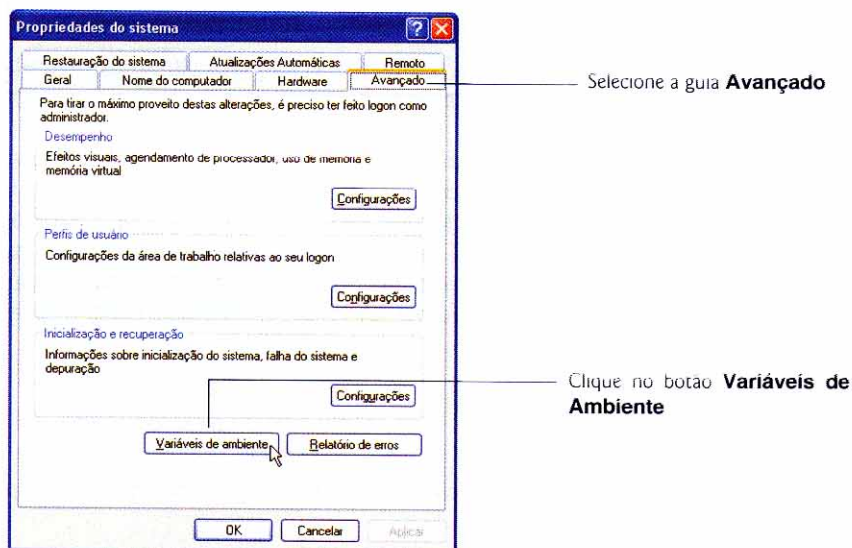 Propriedades do sistema
Restauração do sistema
Atualizações Automáticas
Remoto
Geral
Nome do computador
Hardware
Avançado
Selecione a guia Avançado
Para tirar o máximo proveito destas alterações, é preciso ter feito logon como
administrador.
Desempenho
Efeitos visuais, agendamento de processador, uso de memória e
memória virtual
Configurações
Perfis de usuário
Configurações da área de trabalho relativas ao seu logon
Configurações
Inicialização e recuperação
Informações sobre inicialização do sistema, falha do sistema e
depuração
Configurações
Clique no botão Variáveis de
Ambiente
Variáveis de ambiente
Relatório de erros
OK
Cancelar
Aplicar